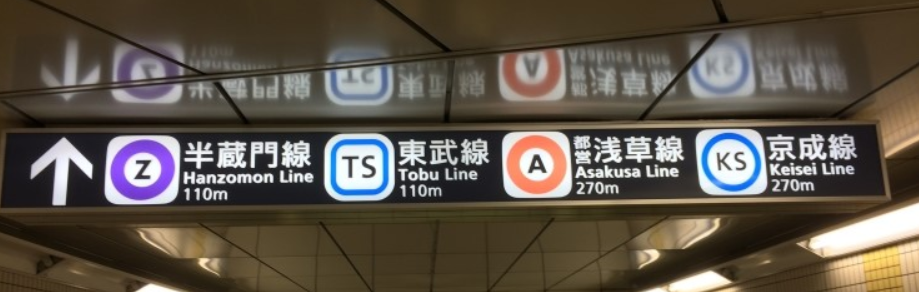 Z 半蔵門線
Hanzomon Line
110m
TS 東武線
Tobu Line
110m
A 都営浅草線
Asakusa Line
270m
KS 京成線
Keisei Line
270m